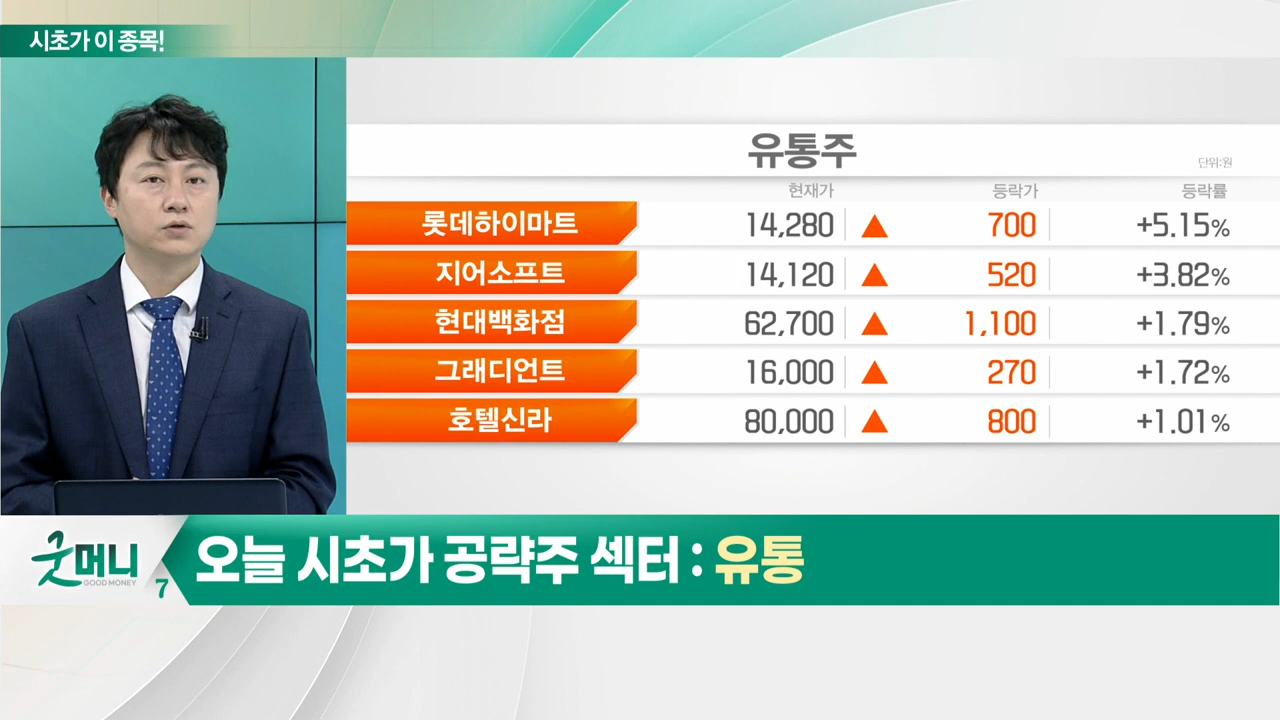 시초가 이 종목!
유통주
단위:원
현재가 등락가 등락률
롯데하이마트 14,280 ▲ 700 +5.15%
지어소프트 14,120 ▲ 520 +3.82%
현대백화점 62,700 ▲ 1,100 +1.79%
그래디언트 16,000 ▲ 270 +1.72%
호텔신라 80,000 ▲ 800 +1.01%
굿머니
GOOD MONEY
7
오늘 시초가 공략주 섹터 : 유통